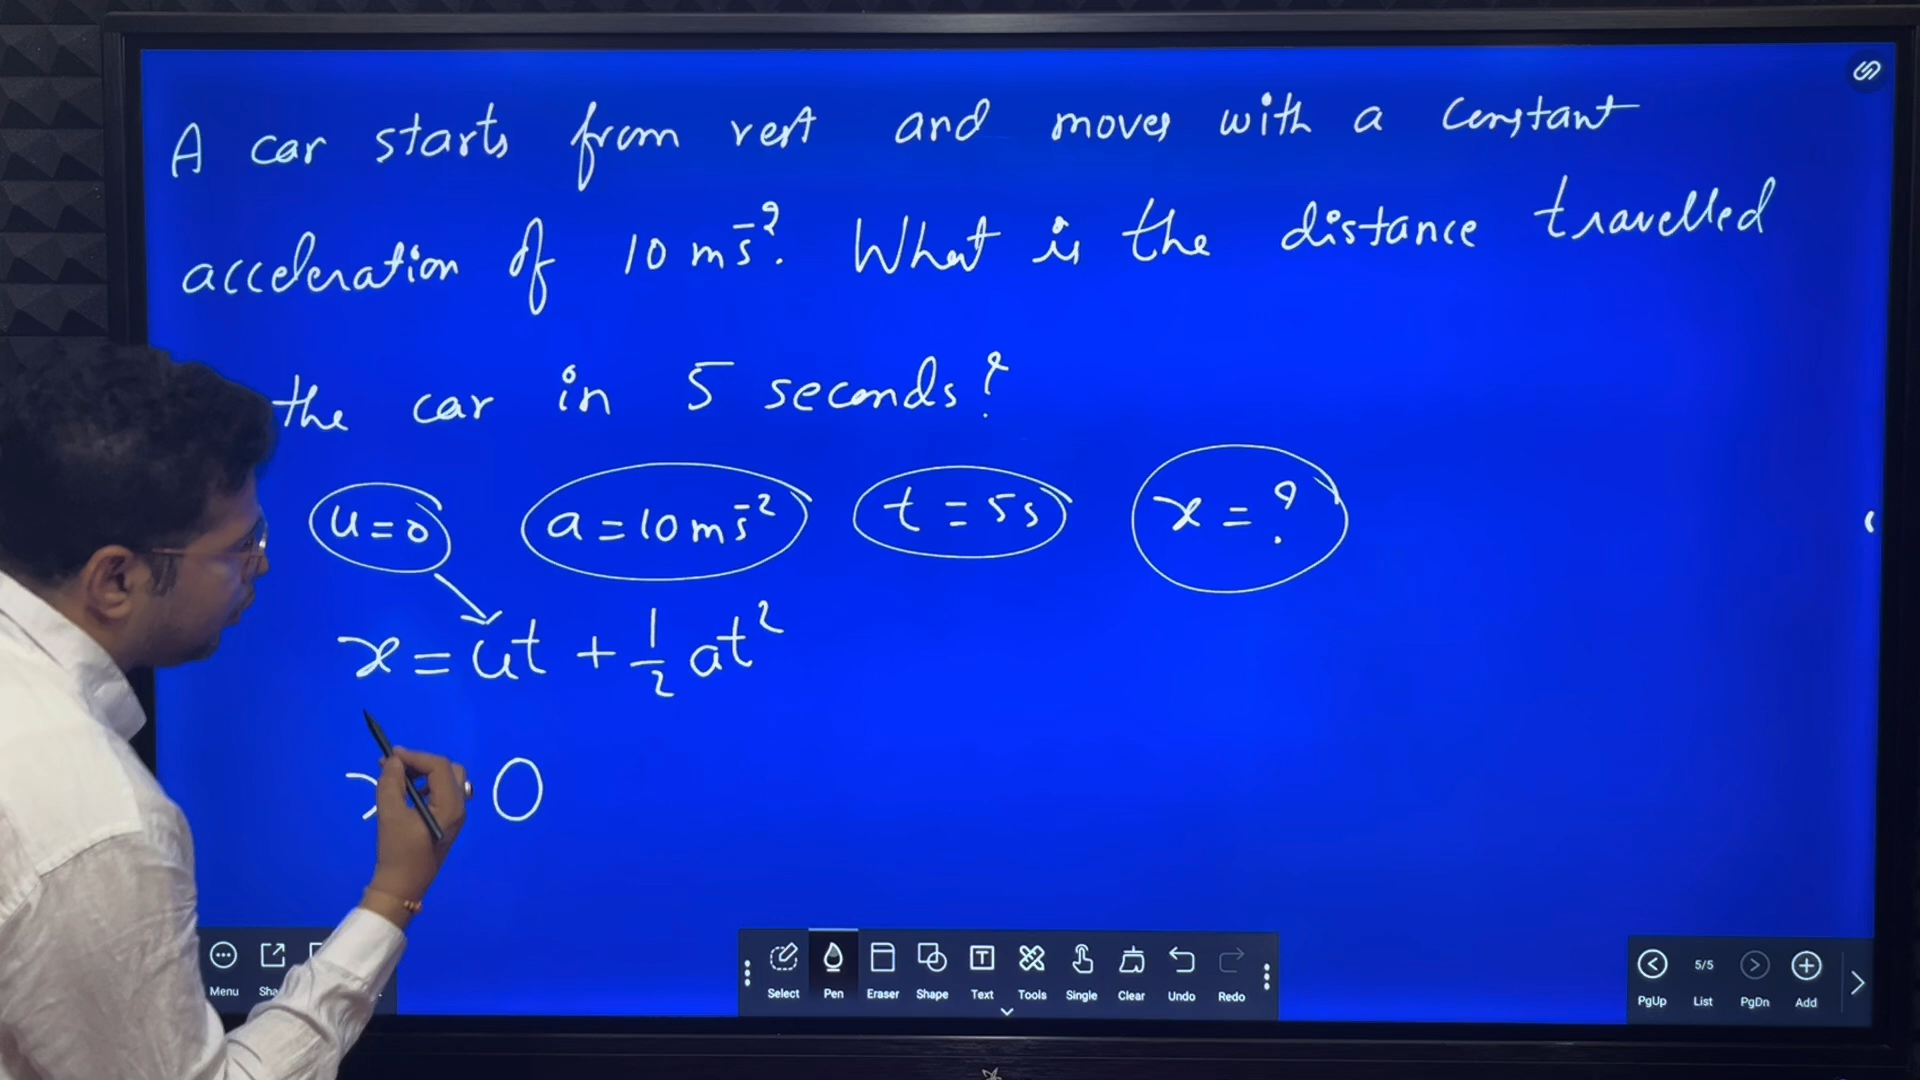 A car starts from rest and moves with a constant
acceleration of 10 ms⁻². What is the distance travelled
the car in 5 seconds?
u=0 a=10ms⁻² t=5s x=?
x=ut+½at²
0
Menu Select Pen Eraser Shape Text Tools Single Clear Undo Redo 5/5 PgUp List PgDn Add